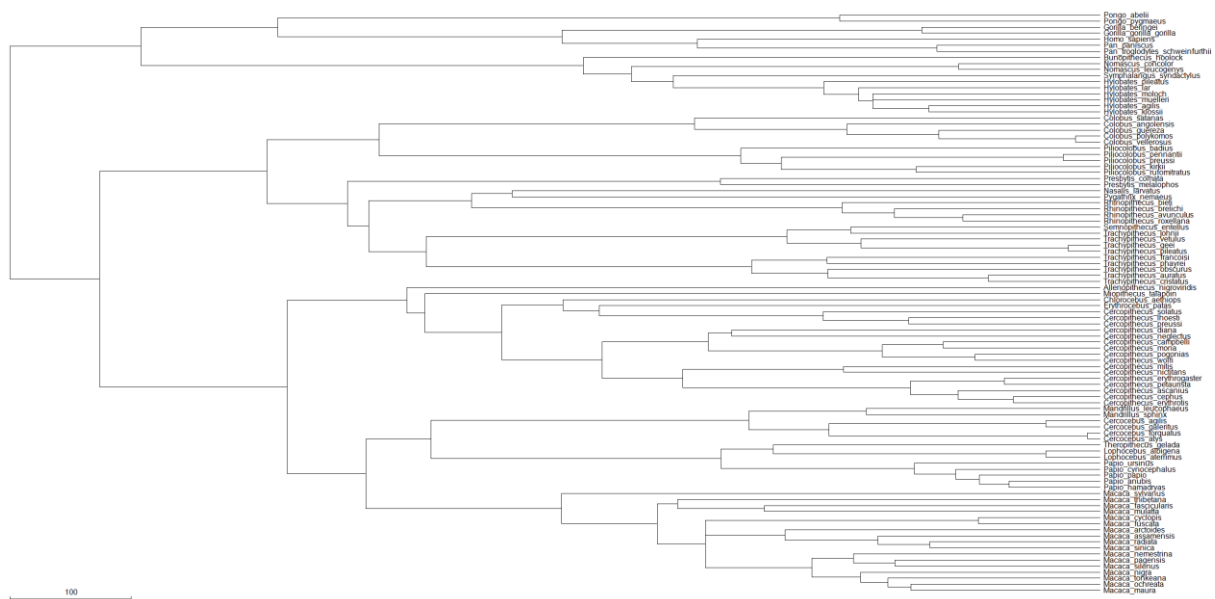 Pongo_abelii
Pongo_pygmaeus
Gorilla_beringei
Gorilla_gorilla_gorilla
Homo_sapiens
Pan_paniscus
Pan_troglodytes_schweinfurthii
Bunopithecus_hoolock
Nomascus_concolor
Nomascus_leucogenys
Symphalangus_syndactylus
Hylobates_pileatus
Hylobates_lar
Hylobates_moloch
Hylobates_muelleri
Hylobates_agilis
Hylobates_klossii
Colobus_satanas
Colobus_angolensis
Colobus_guereza
Colobus_polykomos
Colobus_vellerosus
Piliocolobus_badius
Piliocolobus_pennantii
Piliocolobus_preussi
Piliocolobus_kirkii
Piliocolobus_rufomitratus
Presbytis_comata
Presbytis_melalophos
Nasalis_larvatus
Pygathrix_nemaeus
Rhinopithecus_bieti
Rhinopithecus_brelichi
Rhinopithecus_avunculus
Rhinopithecus_roxellana
Semnopithecus_entellus
Trachypithecus_johnii
Trachypithecus_vetulus
Trachypithecus_geei
Trachypithecus_pileatus
Trachypithecus_francoisi
Trachypithecus_phayrei
Trachypithecus_obscurus
Trachypithecus_auratus
Trachypithecus_cristatus
Allenopithecus_nigroviridis
Miopithecus_talapoin
Chlorocebus_aethiops
Erythrocebus_patas
Cercopithecus_solatus
Cercopithecus_lhoesti
Cercopithecus_preussi
Cercopithecus_diana
Cercopithecus_neglectus
Cercopithecus_campbelli
Cercopithecus_mona
Cercopithecus_pogonias
Cercopithecus_wolfi
Cercopithecus_mitis
Cercopithecus_nictitans
Cercopithecus_erythrogaster
Cercopithecus_petaurista
Cercopithecus_ascanius
Cercopithecus_cephus
Cercopithecus_erythrotis
Mandrillus_leucophaeus
Mandrillus_sphinx
Cercocebus_agilis
Cercocebus_galeritus
Cercocebus_torquatus
Cercocebus_atys
Theropithecus_gelada
Lophocebus_albigena
Lophocebus_aterrimus
Papio_ursinus
Papio_cynocephalus
Papio_papio
Papio_anubis
Papio_hamadryas
Macaca_sylvanus
Macaca_thibetana
Macaca_fascicularis
Macaca_mulatta
Macaca_cyclopis
Macaca_fuscata
Macaca_arctoides
Macaca_assamensis
Macaca_radiata
Macaca_sinica
Macaca_nemestrina
Macaca_pagensis
Macaca_silenus
Macaca_nigra
Macaca_tonkeana
Macaca_ochreata
Macaca_maura
100